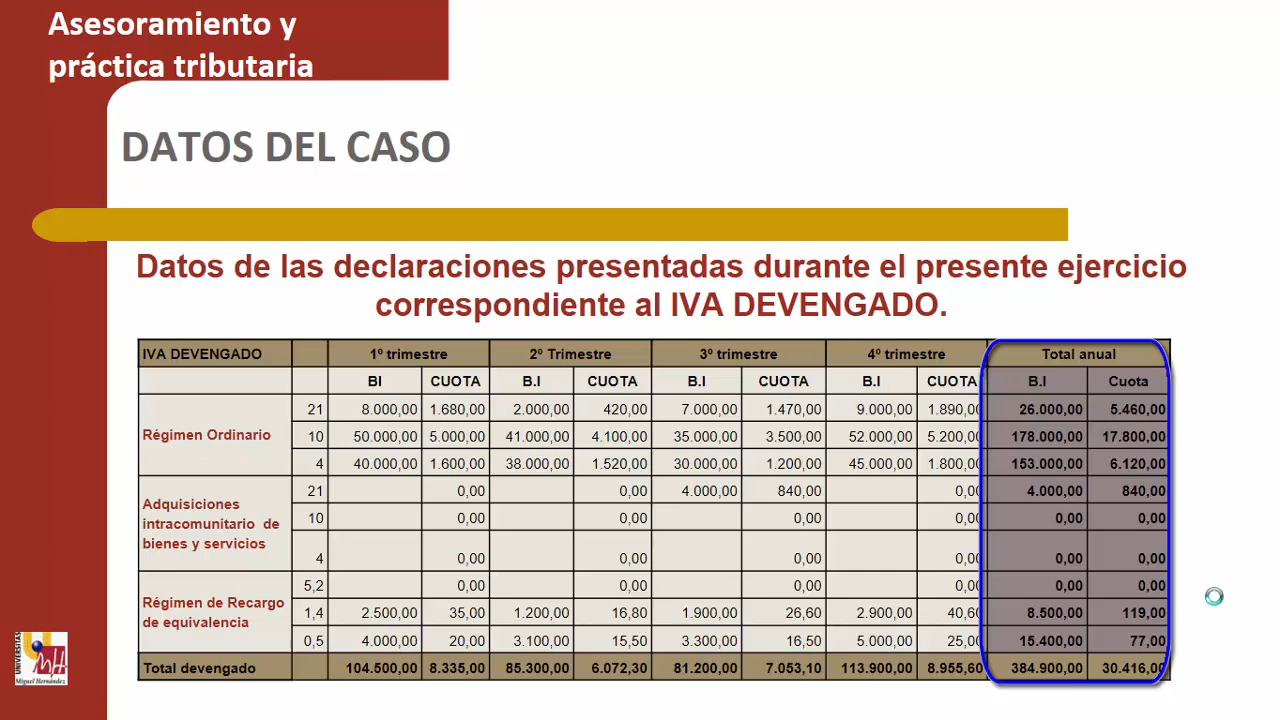 Asesoramiento y
práctica tributaria
DATOS DEL CASO
Datos de las declaraciones presentadas durante el presente ejercicio
correspondiente al IVA DEVENGADO.
IVA DEVENGADO 1º trimestre 2º Trimestre 3º trimestre 4º trimestre Total anual
BI CUOTA B.I CUOTA B.I CUOTA B.I CUOTA B.I Cuota
Régimen Ordinario
21 8.000,00 1.680,00 2.000,00 420,00 7.000,00 1.470,00 9.000,00 1.890,00 26.000,00 5.460,00
10 50.000,00 5.000,00 41.000,00 4.100,00 35.000,00 3.500,00 52.000,00 5.200,00 178.000,00 17.800,00
4 40.000,00 1.600,00 38.000,00 1.520,00 30.000,00 1.200,00 45.000,00 1.800,00 153.000,00 6.120,00
Adquisiciones
intracomunitario de
bienes y servicios
21 0,00 0,00 4.000,00 840,00 0,00 4.000,00 840,00
10 0,00 0,00 0,00 0,00 0,00 0,00
4 0,00 0,00 0,00 0,00 0,00 0,00
Régimen de Recargo
de equivalencia
5,2 0,00 0,00 0,00 0,00 0,00 0,00
1,4 2.500,00 35,00 1.200,00 16,80 1.900,00 26,60 2.900,00 40,60 8.500,00 119,00
0,5 4.000,00 20,00 3.100,00 15,50 3.300,00 16,50 5.000,00 25,00 15.400,00 77,00
Total devengado 104.500,00 8.335,00 85.300,00 6.072,30 81.200,00 7.053,10 113.900,00 8.955,60 384.900,00 30.416,00
UNIVERSITAS
Miguel Hernández